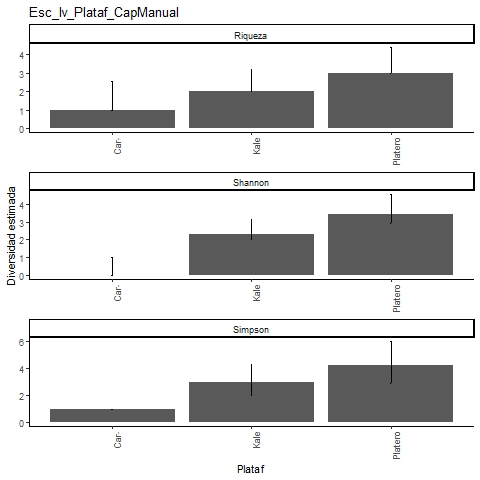 Esc_Iv_Plataf_CapManual
Riqueza
4
3
2
1
0
Car-
Kale
Platero
Diversidad estimada
Shannon
4
3
2
1
0
Car-
Kale
Platero
Simpson
6
4
2
0
Car-
Kale
Platero
Plataf